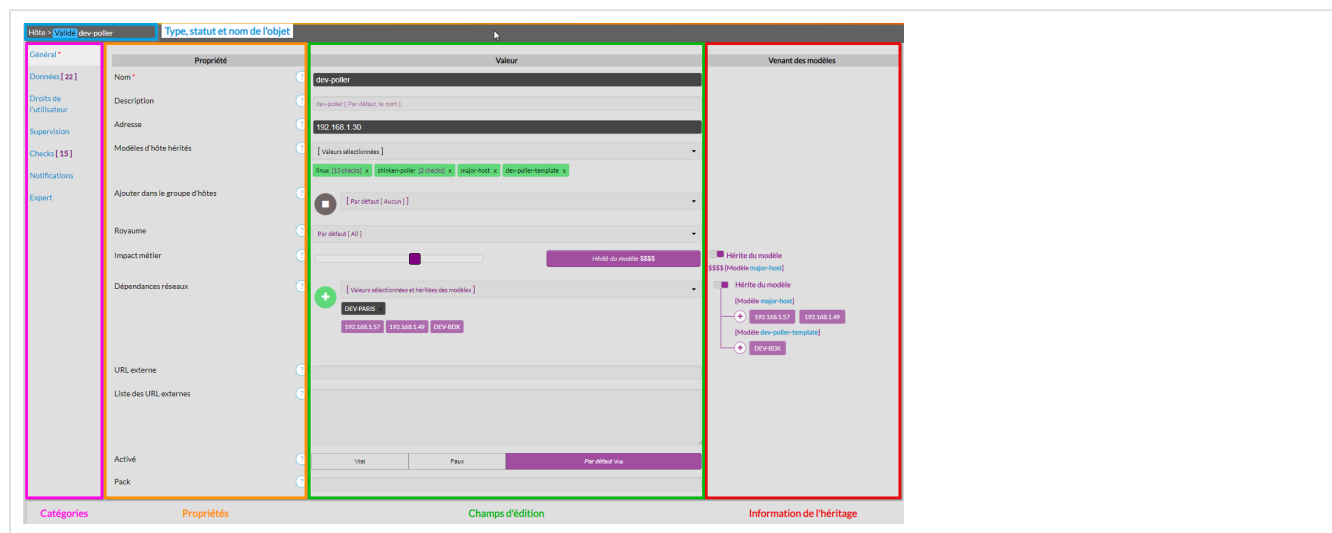 Hôte > Validé dev-poller
Type, statut et nom de l'objet
Général *
Données [ 22 ]
Droits de
l'utilisateur
Supervision
Checks [ 15 ]
Notifications
Expert
Propriété
Valeur
Venant des modèles
Nom *
?
dev-poller
Description
?
dev-poller [ Par défaut, le nom ]
Adresse
?
192.168.1.30
Modèles d'hôte hérités
?
[ Valeurs sélectionnées ]
linux [13 checks] x shinken-poller [2 checks] x major-host x dev-poller-template x
Ajouter dans le groupe d'hôtes
?
[ Par défaut [ Aucun ] ]
Royaume
?
Par défaut [ All ]
Impact métier
?
Hérité du modèle $$$$
Hérite du modèle
$$$$ [Modèle major-host]
Dépendances réseaux
?
[ Valeurs sélectionnées et héritées des modèles ]
DEV-PARIS x
192.168.1.57 192.168.1.49 DEV-BDX
Hérite du modèle
[Modèle major-host]
192.168.1.57 192.168.1.49
[Modèle dev-poller-template]
DEV-BDX
URL externe
?
Liste des URL externes
?
Activé
?
Vrai
Faux
Par défaut Vrai
Pack
?
Catégories
Propriétés
Champs d'édition
Information de l'héritage